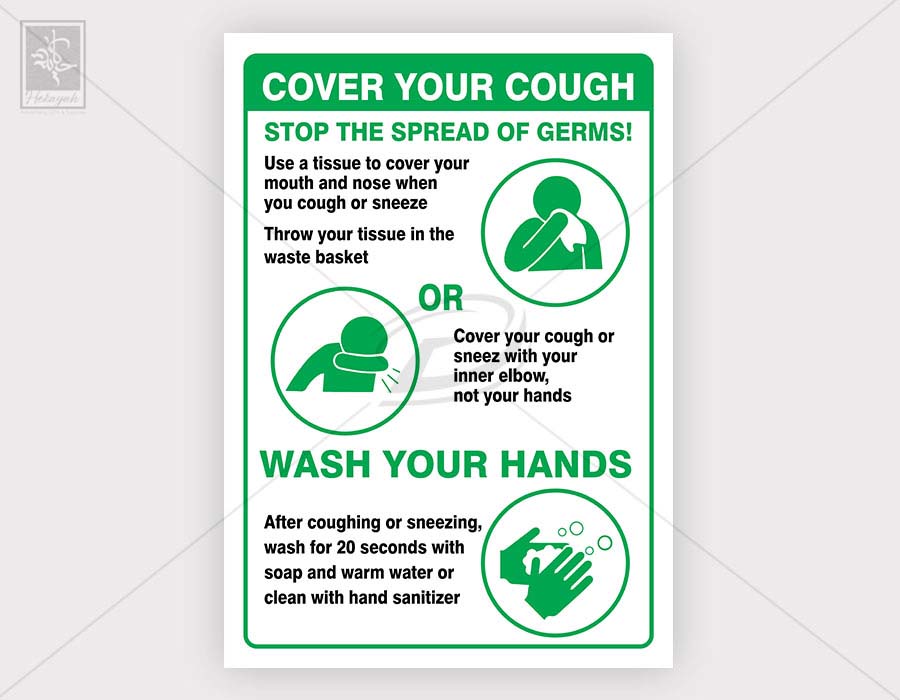 Hekayeh
COVER YOUR COUGH
STOP THE SPREAD OF GERMS!
Use a tissue to cover your
mouth and nose when
you cough or sneeze
Throw your tissue in the
waste basket
OR
Cover your cough or
sneez with your
inner elbow,
not your hands
WASH YOUR HANDS
After coughing or sneezing,
wash for 20 seconds with
soap and warm water or
clean with hand sanitizer